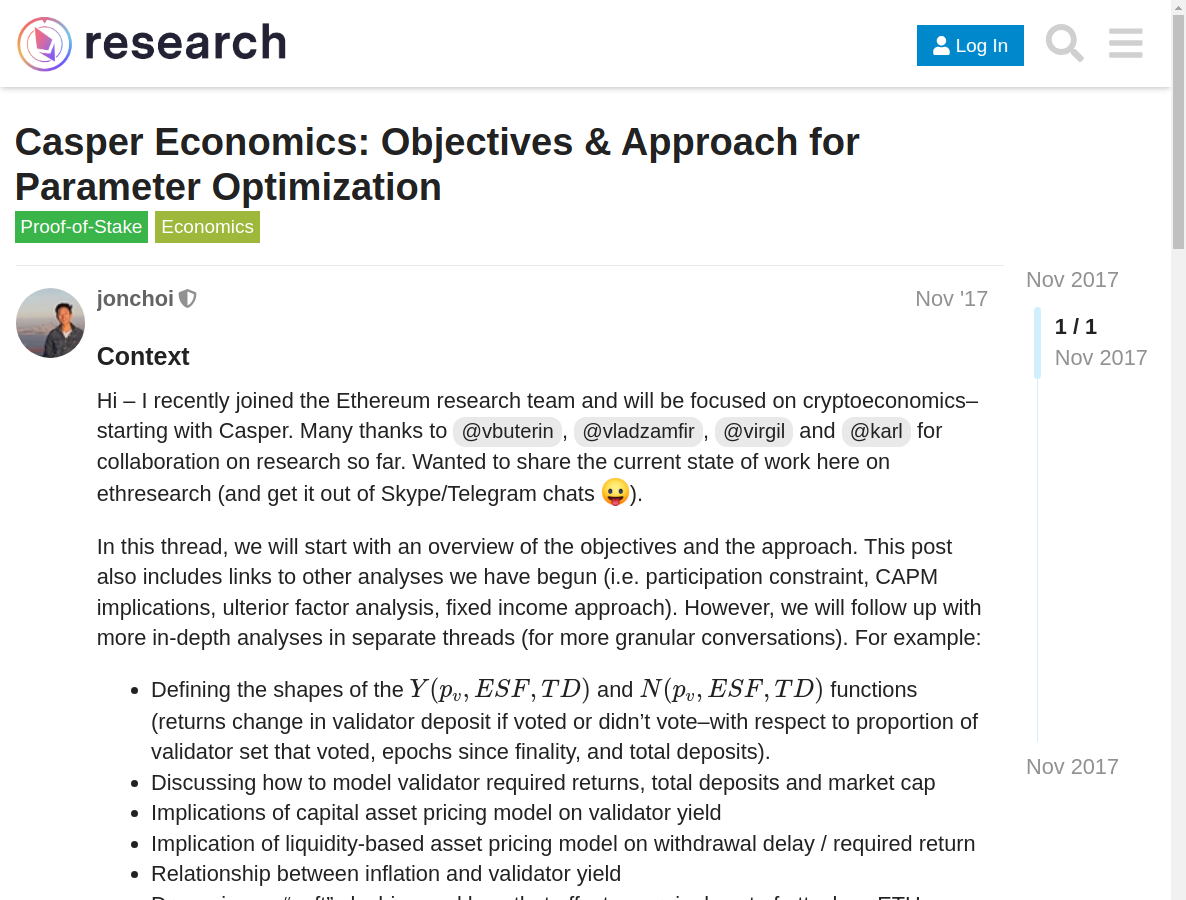 research
Log In
Casper Economics: Objectives & Approach for
Parameter Optimization
Proof-of-Stake Economics
Nov 2017
jonchoi Nov '17
1 / 1
Nov 2017
Context
Hi – I recently joined the Ethereum research team and will be focused on cryptoeconomics–
starting with Casper. Many thanks to @vbuterin, @vladzamfir, @virgil and @karl for
collaboration on research so far. Wanted to share the current state of work here on
ethresearch (and get it out of Skype/Telegram chats 😛).
In this thread, we will start with an overview of the objectives and the approach. This post
also includes links to other analyses we have begun (i.e. participation constraint, CAPM
implications, ulterior factor analysis, fixed income approach). However, we will follow up with
more in-depth analyses in separate threads (for more granular conversations). For example:
• Defining the shapes of the Y(p_v, ESF, TD) and N(p_v, ESF, TD) functions
(returns change in validator deposit if voted or didn’t vote–with respect to proportion of
validator set that voted, epochs since finality, and total deposits).
• Discussing how to model validator required returns, total deposits and market cap
Nov 2017
• Implications of capital asset pricing model on validator yield
• Implication of liquidity-based asset pricing model on withdrawal delay / required return
• Relationship between inflation and validator yield